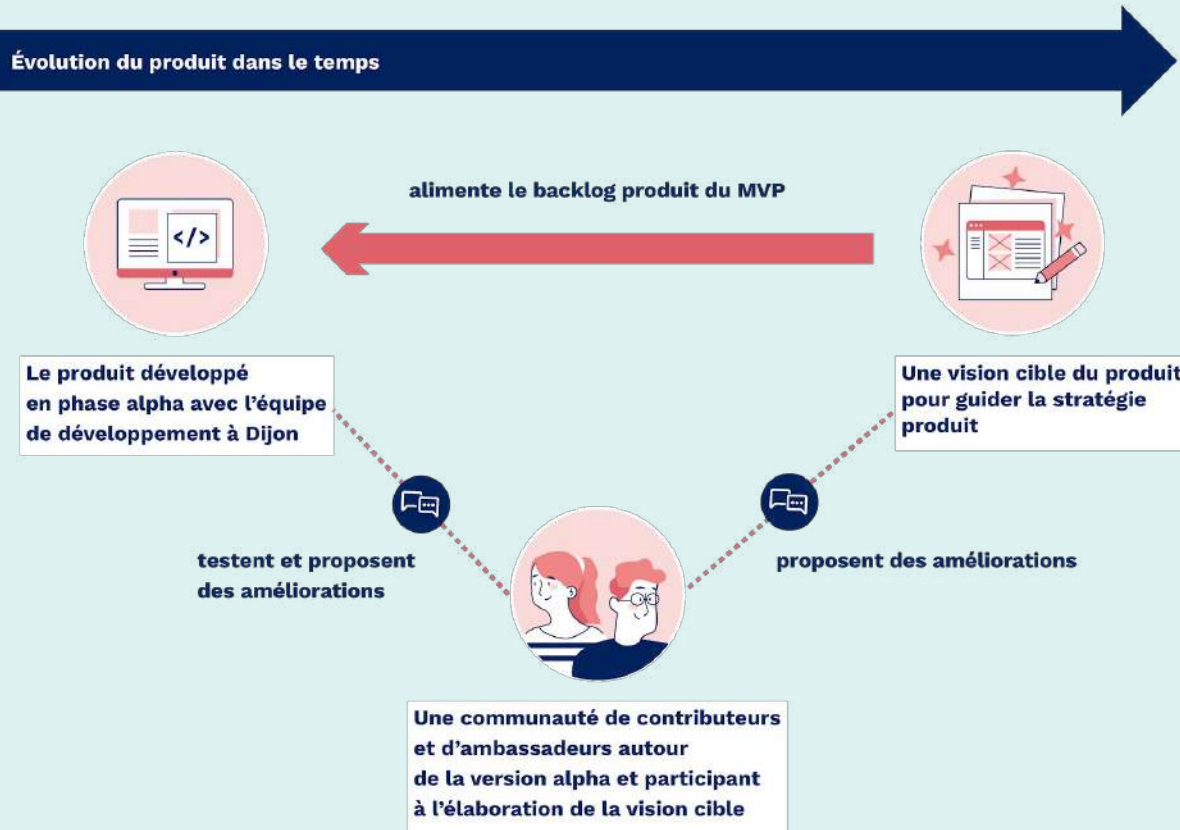 Évolution du produit dans le temps
alimente le backlog produit du MVP
</>
Le produit développé
en phase alpha avec l’équipe
de développement à Dijon
Une vision cible du produit
pour guider la stratégie
produit
testent et proposent
des améliorations
proposent des améliorations
Une communauté de contributeurs
et d’ambassadeurs autour
de la version alpha et participant
à l’élaboration de la vision cible